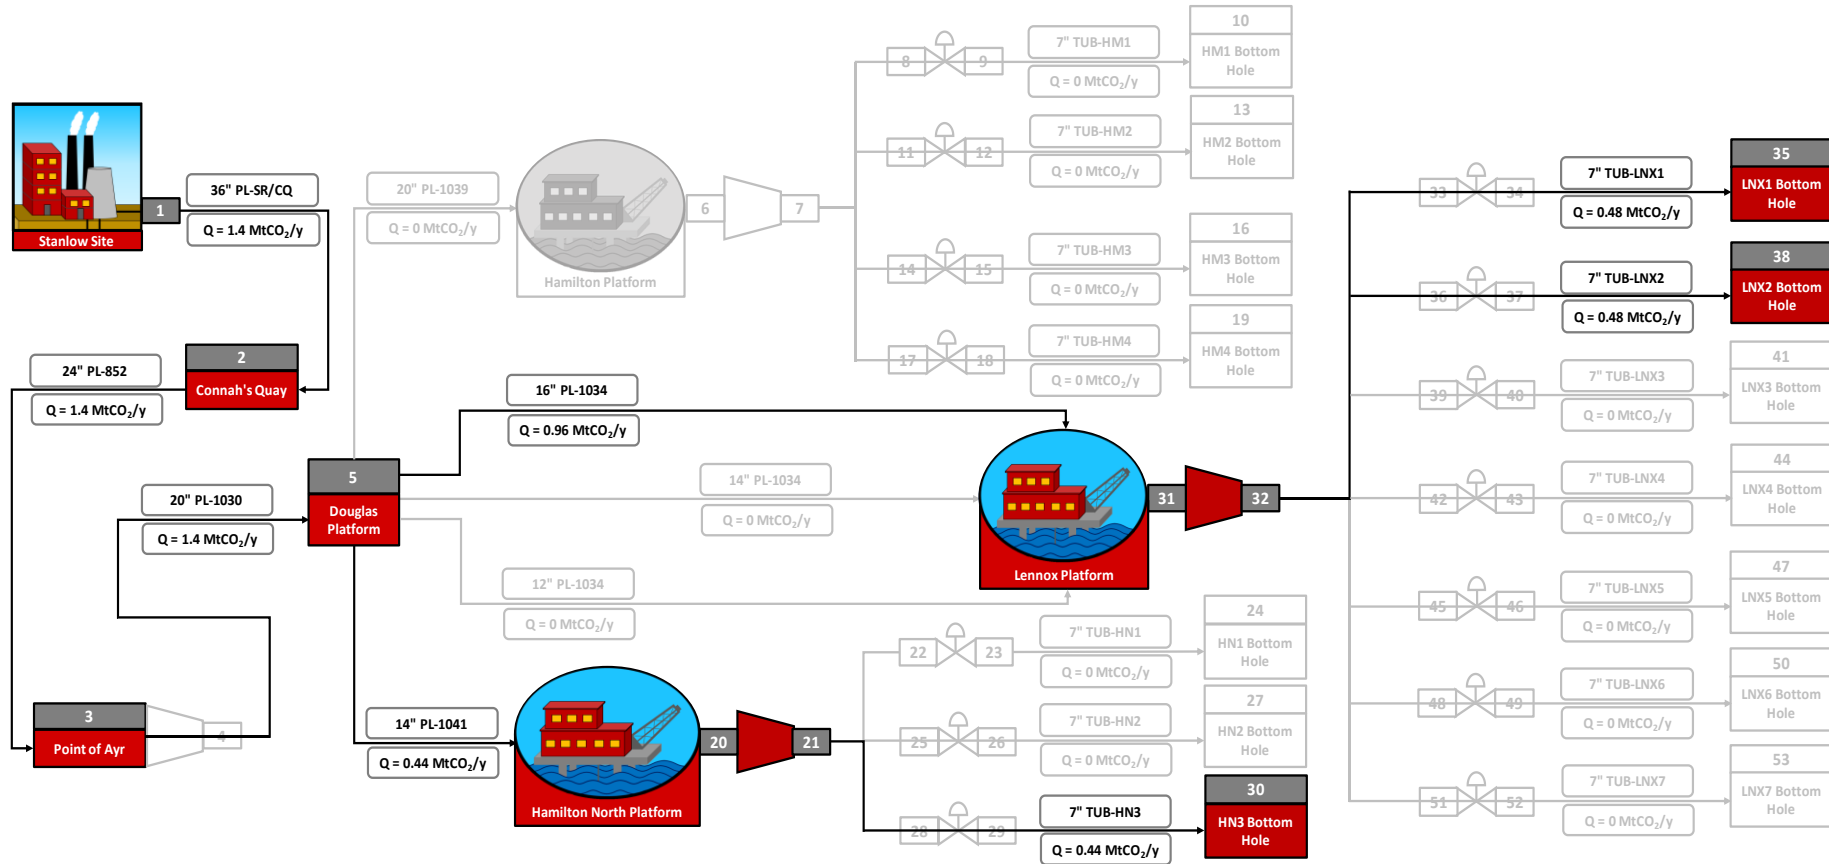 1
36" PL-SR/CQ
Q = 1.4 MtCO₂/y
Stanlow Site
2
Connah's Quay
24" PL-852
Q = 1.4 MtCO₂/y
3
Point of Ayr
4
20" PL-1030
Q = 1.4 MtCO₂/y
5
Douglas
Platform
20" PL-1039
Q = 0 MtCO₂/y
Hamilton Platform
6
7
8
9
7" TUB-HM1
Q = 0 MtCO₂/y
10
HM1 Bottom
Hole
11
12
7" TUB-HM2
Q = 0 MtCO₂/y
13
HM2 Bottom
Hole
14
15
7" TUB-HM3
Q = 0 MtCO₂/y
16
HM3 Bottom
Hole
17
18
7" TUB-HM4
Q = 0 MtCO₂/y
19
HM4 Bottom
Hole
16" PL-1034
Q = 0.96 MtCO₂/y
14" PL-1034
Q = 0 MtCO₂/y
12" PL-1034
Q = 0 MtCO₂/y
Lennox Platform
31
32
14" PL-1041
Q = 0.44 MtCO₂/y
Hamilton North Platform
20
21
22
23
7" TUB-HN1
Q = 0 MtCO₂/y
24
HN1 Bottom
Hole
25
26
7" TUB-HN2
Q = 0 MtCO₂/y
27
HN2 Bottom
Hole
28
29
7" TUB-HN3
Q = 0.44 MtCO₂/y
30
HN3 Bottom
Hole
33
34
7" TUB-LNX1
Q = 0.48 MtCO₂/y
35
LNX1 Bottom
Hole
36
37
7" TUB-LNX2
Q = 0.48 MtCO₂/y
38
LNX2 Bottom
Hole
39
40
7" TUB-LNX3
Q = 0 MtCO₂/y
41
LNX3 Bottom
Hole
42
43
7" TUB-LNX4
Q = 0 MtCO₂/y
44
LNX4 Bottom
Hole
45
46
7" TUB-LNX5
Q = 0 MtCO₂/y
47
LNX5 Bottom
Hole
48
49
7" TUB-LNX6
Q = 0 MtCO₂/y
50
LNX6 Bottom
Hole
51
52
7" TUB-LNX7
Q = 0 MtCO₂/y
53
LNX7 Bottom
Hole